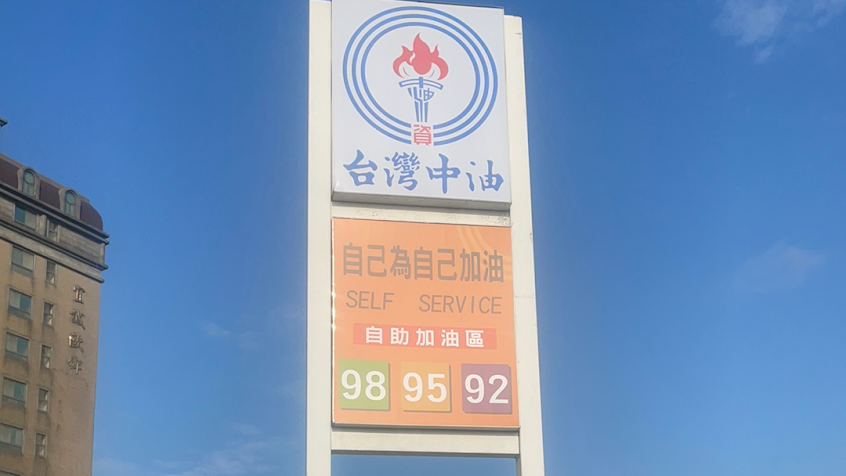 資
台灣中油
自己為自己加油
SELF SERVICE
自助加油區
98 95 92